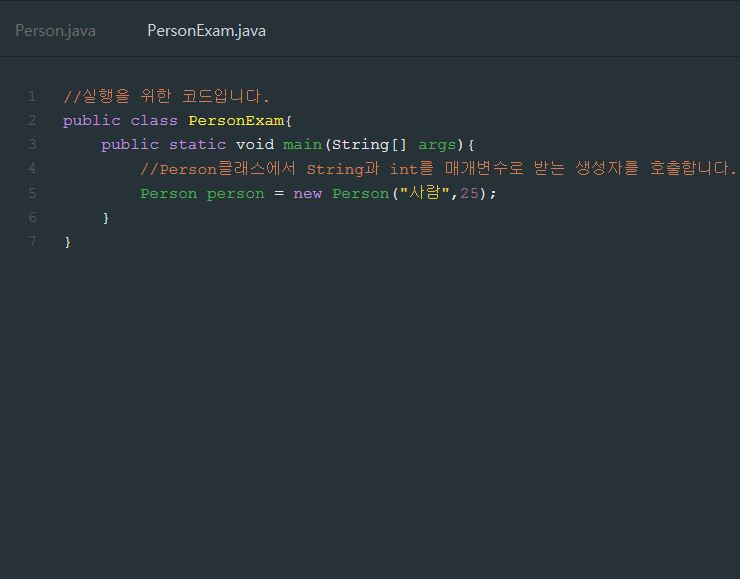 Person.java PersonExam.java
1 //실행을 위한 코드입니다.
2 public class PersonExam{
3 public static void main(String[] args){
4 //Person클래스에서 String과 int를 매개변수로 받는 생성자를 호출합니다.
5 Person person = new Person("사람",25);
6 }
7 }